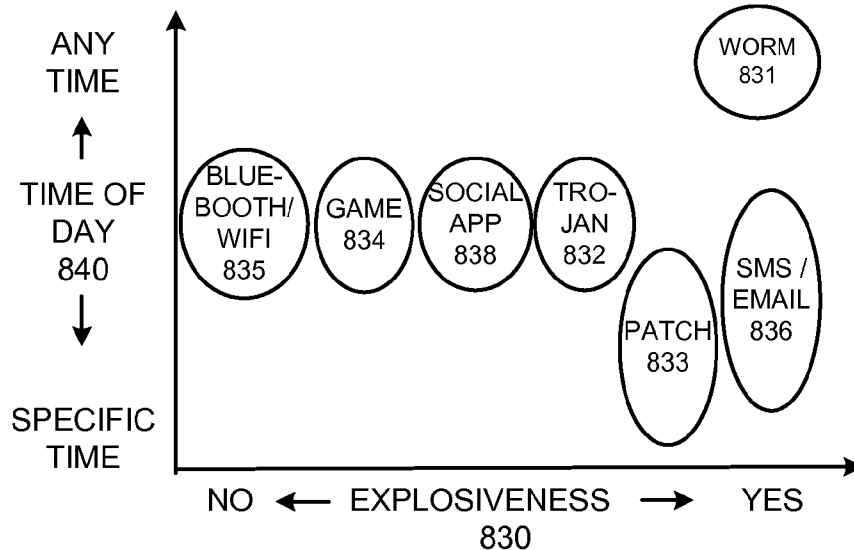 ANY
TIME
TIME OF
DAY
840
SPECIFIC
TIME
WORM
831
BLUE-
BOOTH/
WIFI
835
GAME
834
SOCIAL
APP
838
TRO-
JAN
832
PATCH
833
SMS /
EMAIL
836
NO
EXPLOSIVENESS
830
YES